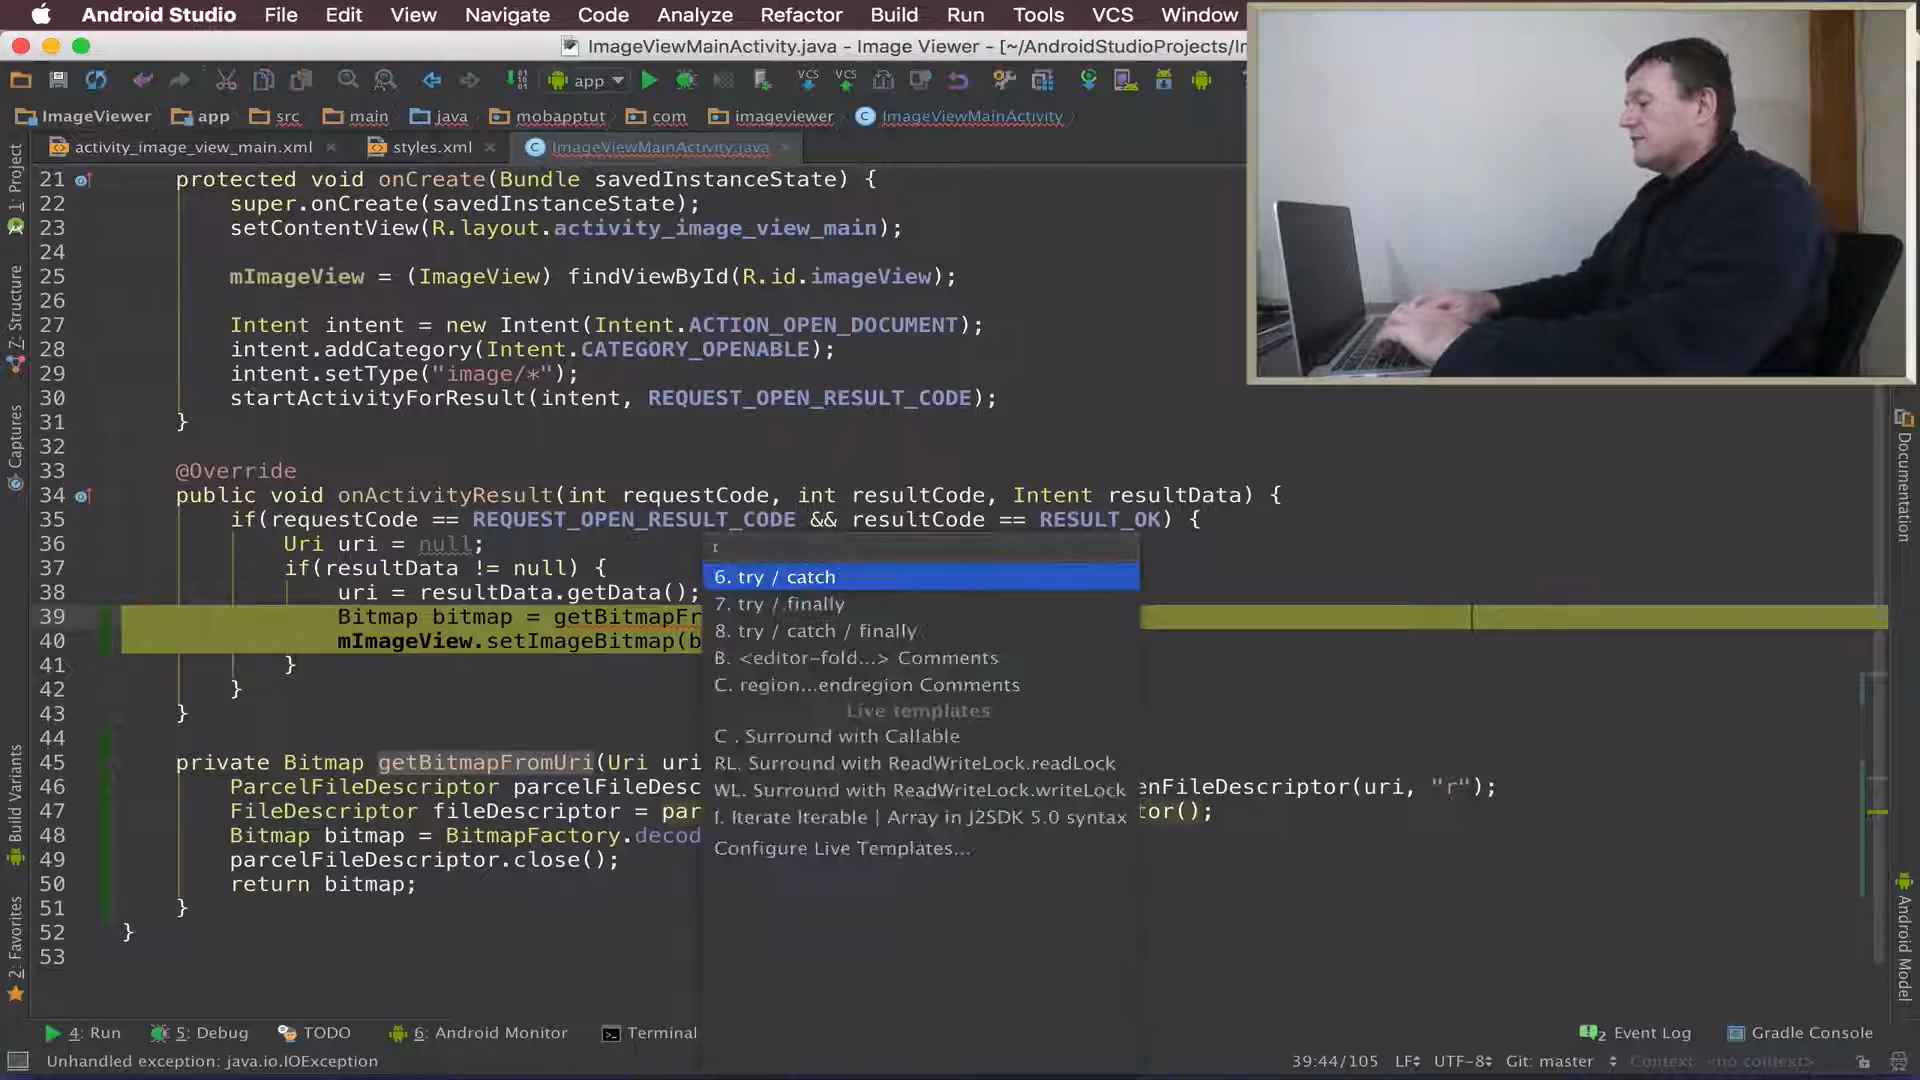 Android Studio File Edit View Navigate Code Analyze Refactor Build Run Tools VCS Window
ImageViewMainActivity.java - Image Viewer - [~/AndroidStudioProjects/
app
ImageViewer app src main java mobapptut com imageviewer ImageViewMainActivity
activity_image_view_main.xml styles.xml ImageViewMainActivity.java
1: Project
7: Structure
Captures
Build Variants
2: Favorites
21 protected void onCreate(Bundle savedInstanceState) {
22 super.onCreate(savedInstanceState);
23 setContentView(R.layout.activity_image_view_main);
24
25 mImageView = (ImageView) findViewById(R.id.imageView);
26
27 Intent intent = new Intent(Intent.ACTION_OPEN_DOCUMENT);
28 intent.addCategory(Intent.CATEGORY_OPENABLE);
29 intent.setType("image/*");
30 startActivityForResult(intent, REQUEST_OPEN_RESULT_CODE);
31 }
32
33 @Override
34 public void onActivityResult(int requestCode, int resultCode, Intent resultData) {
35 if(requestCode == REQUEST_OPEN_RESULT_CODE && resultCode == RESULT_OK) {
36 Uri uri = null;
37 if(resultData != null) {
38 uri = resultData.getData();
39 Bitmap bitmap = getBitmapFr
40 mImageView.setImageBitmap(b
41 }
42 }
43 }
44
45 private Bitmap getBitmapFromUri(Uri uri
46 ParcelFileDescriptor parcelFileDesc enFileDescriptor(uri, "r");
47 FileDescriptor fileDescriptor = par tor();
48 Bitmap bitmap = BitmapFactory.decod
49 parcelFileDescriptor.close();
50 return bitmap;
51 }
52 }
53
6. try / catch
7. try / finally
8. try / catch / finally
B. <editor-fold...> Comments
C. region...endregion Comments
Live templates
C . Surround with Callable
RL. Surround with ReadWriteLock.readLock
WL. Surround with ReadWriteLock.writeLock
I. Iterate Iterable | Array in J2SDK 5.0 syntax
Configure Live Templates...
Documentation
Android Model
4: Run 5: Debug TODO 6: Android Monitor Terminal 2 Event Log Gradle Console
Unhandled exception: java.io.IOException 39:44/105 LF UTF-8 Git: master Context: <no context>